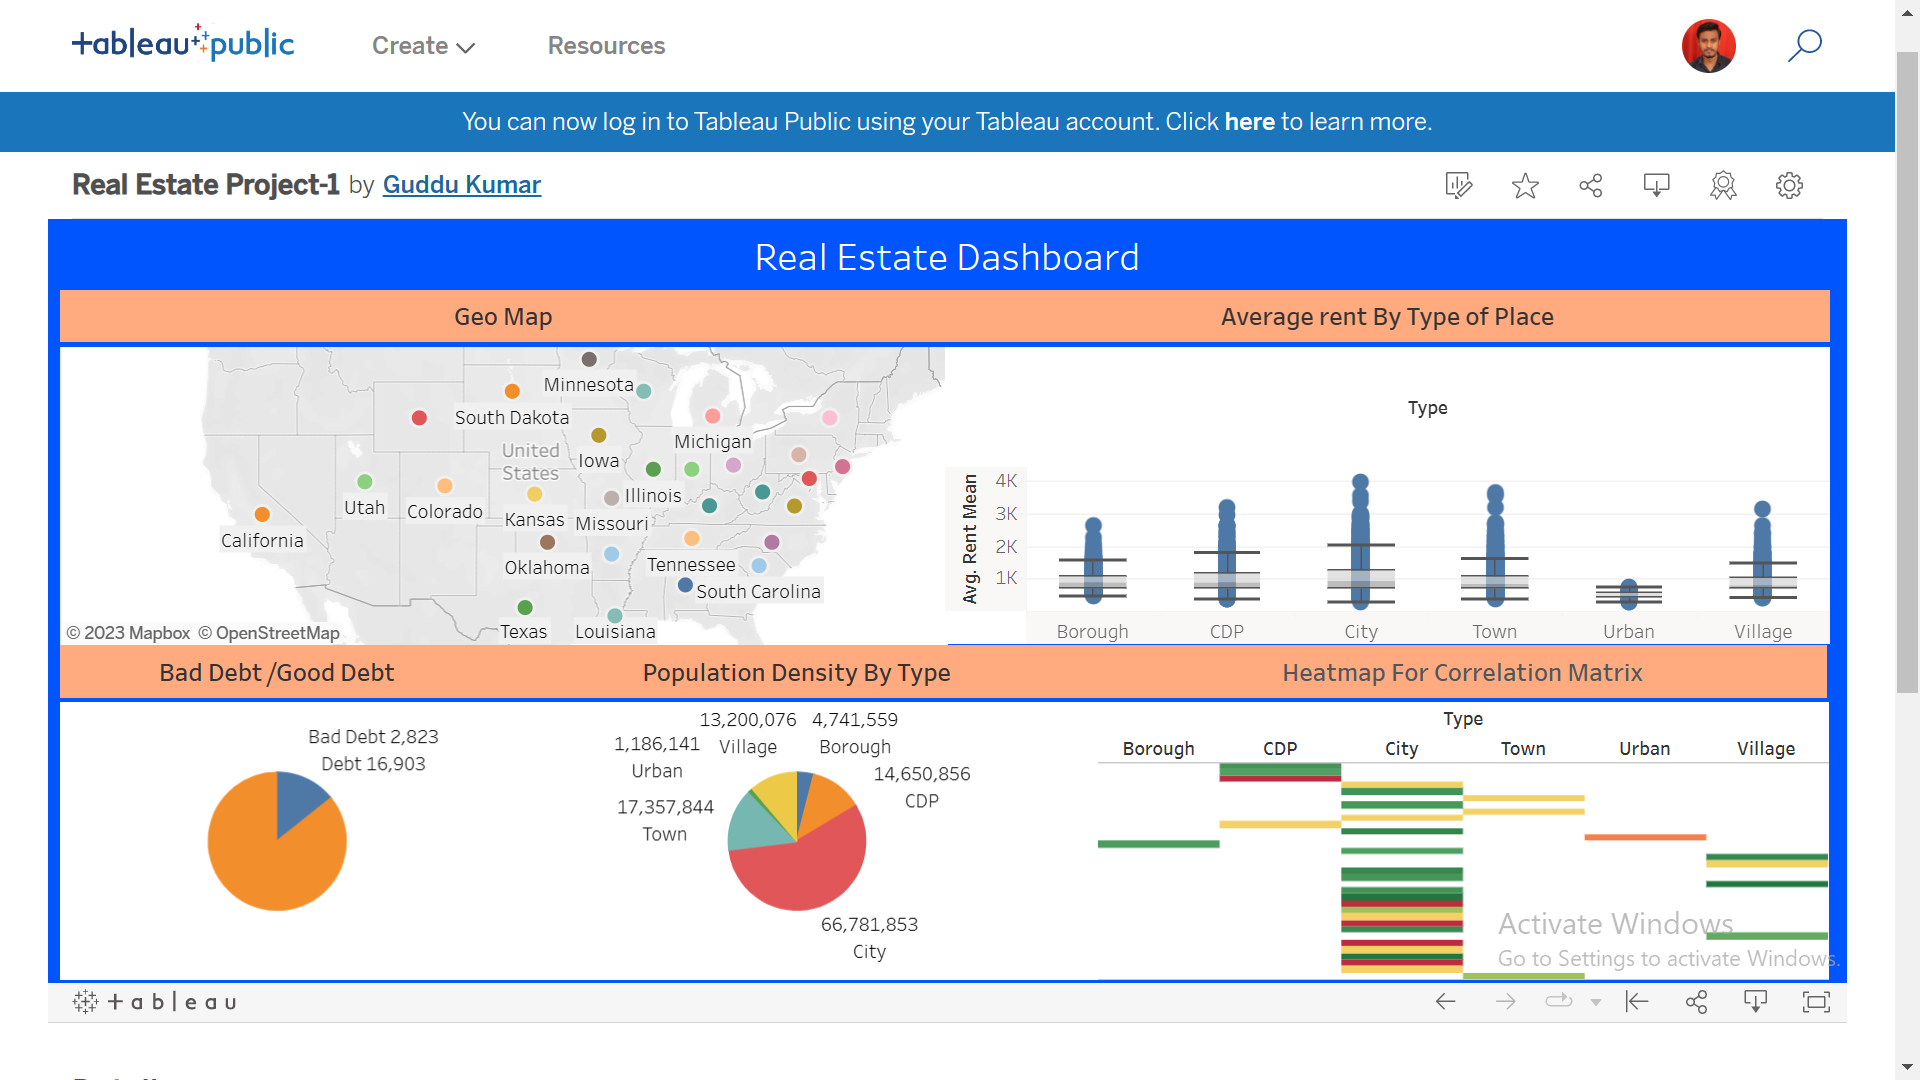 tableau public
Create
Resources
You can now log in to Tableau Public using your Tableau account. Click here to learn more.
Real Estate Project-1 by Guddu Kumar
Real Estate Dashboard
Geo Map
Average rent By Type of Place
Minnesota
South Dakota
Michigan
United
States
Iowa
Illinois
Utah
Colorado
Kansas
Missouri
California
Oklahoma
Tennessee
South Carolina
Texas
Louisiana
© 2023 Mapbox © OpenStreetMap
Type
Avg. Rent Mean
4K
3K
2K
1K
Borough
CDP
City
Town
Urban
Village
Bad Debt /Good Debt
Population Density By Type
Heatmap For Correlation Matrix
Bad Debt 2,823
Debt 16,903
13,200,076
Village
4,741,559
Borough
1,186,141
Urban
14,650,856
CDP
17,357,844
Town
66,781,853
City
Type
Borough
CDP
City
Town
Urban
Village
Activate Windows
Go to Settings to activate Windows.
tableau